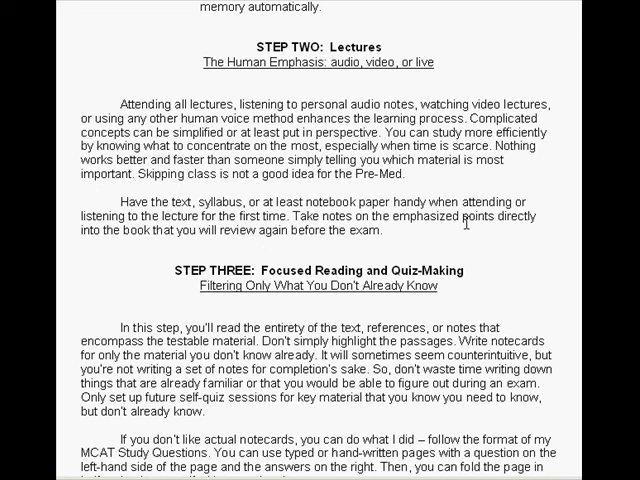 memory automatically.
STEP TWO: Lectures
The Human Emphasis: audio, video, or live
Attending all lectures, listening to personal audio notes, watching video lectures,
or using any other human voice method enhances the learning process. Complicated
concepts can be simplified or at least put in perspective. You can study more efficiently
by knowing what to concentrate on the most, especially when time is scarce. Nothing
works better and faster than someone simply telling you which material is most
important. Skipping class is not a good idea for the Pre-Med.
Have the text, syllabus, or at least notebook paper handy when attending or
listening to the lecture for the first time. Take notes on the emphasized points directly
into the book that you will review again before the exam.
STEP THREE: Focused Reading and Quiz-Making
Filtering Only What You Don't Already Know
In this step, you'll read the entirety of the text, references, or notes that
encompass the testable material. Don't simply highlight the passages. Write notecards
for only the material you don't know already. It will sometimes seem counterintuitive, but
you're not writing a set of notes for completion's sake. So, don't waste time writing down
things that are already familiar or that you would be able to figure out during an exam.
Only set up future self-quiz sessions for key material that you know you need to know,
but don't already know.
If you don't like actual notecards, you can do what I did – follow the format of my
MCAT Study Questions. You can use typed or hand-written pages with a question on the
left-hand side of the page and the answers on the right. Then, you can fold the page in